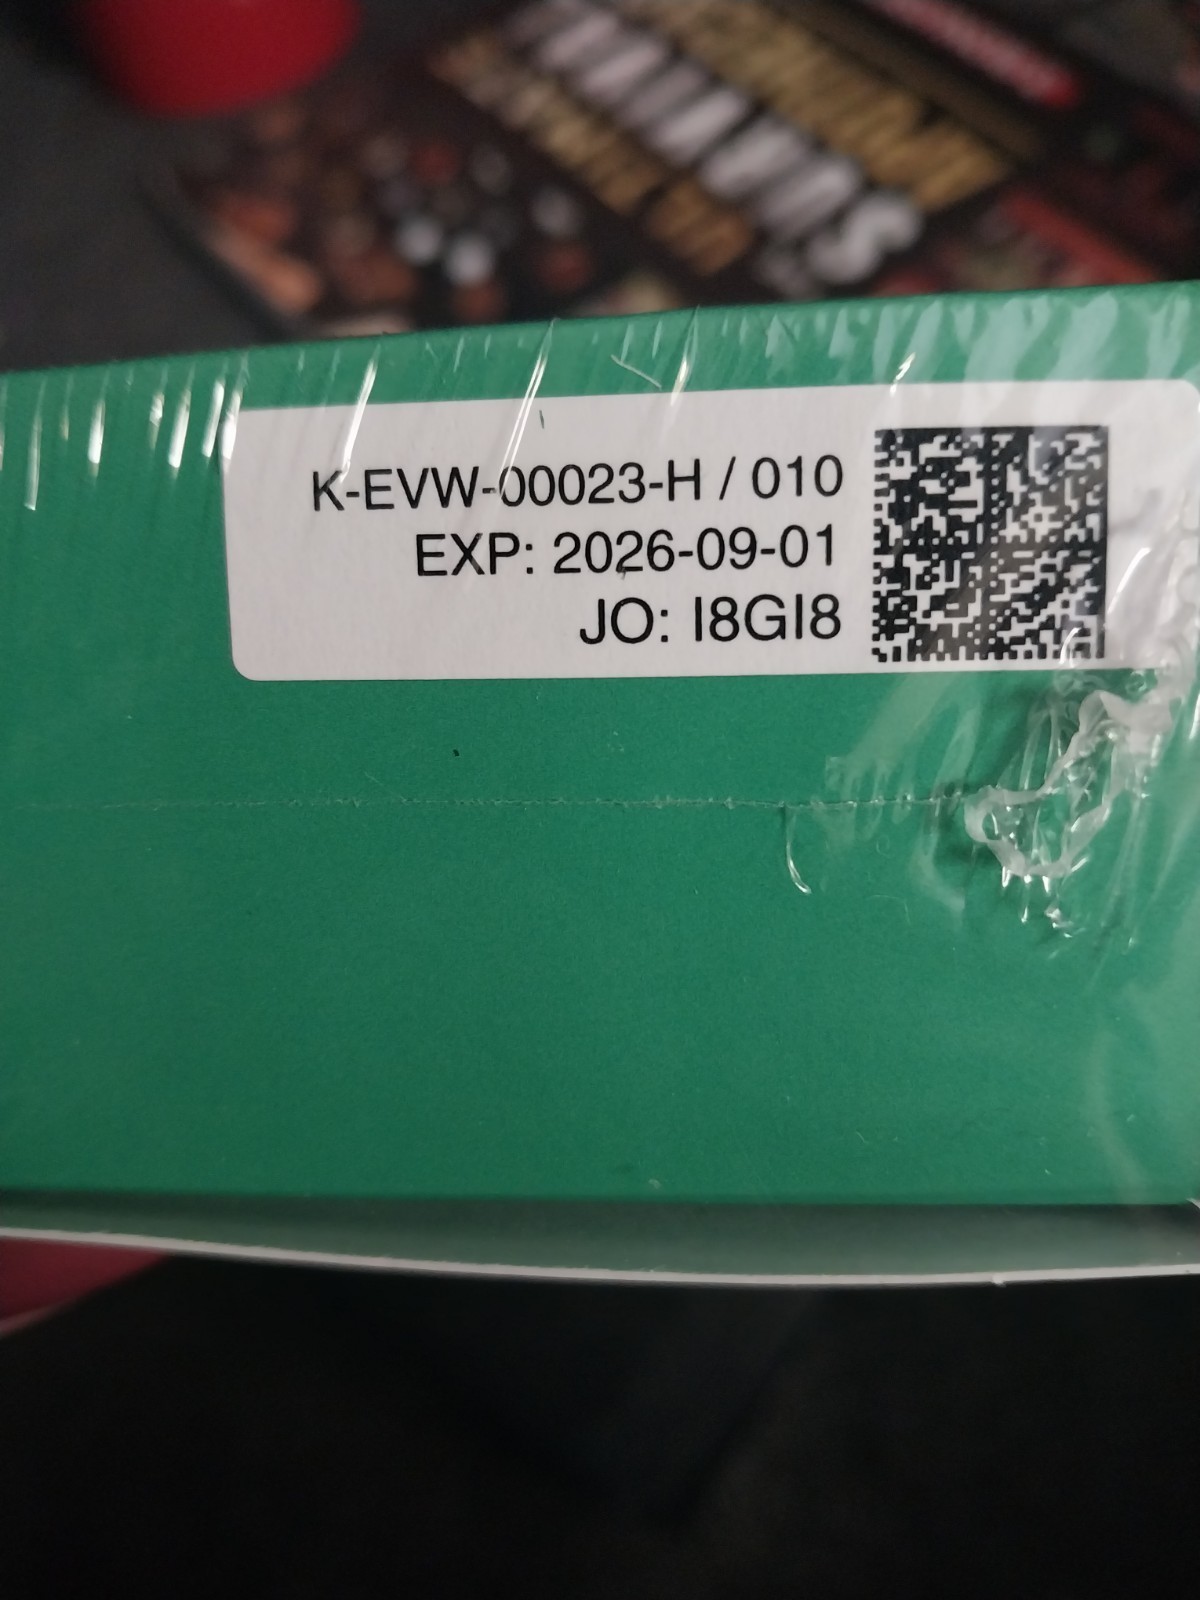 K-EVW-00023-H / 010
EXP: 2026-09-01
JO: I8GI8